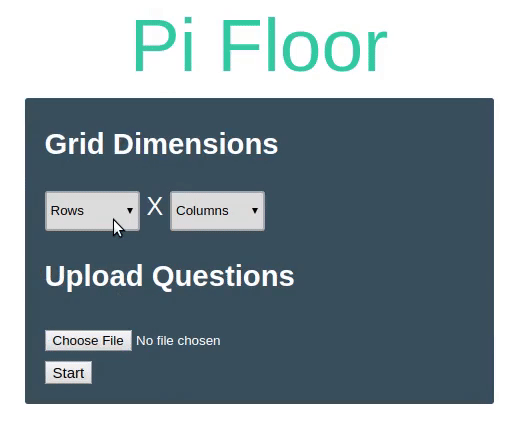 Pi Floor
Grid Dimensions
Rows X Columns
Upload Questions
Choose File No file chosen
Start